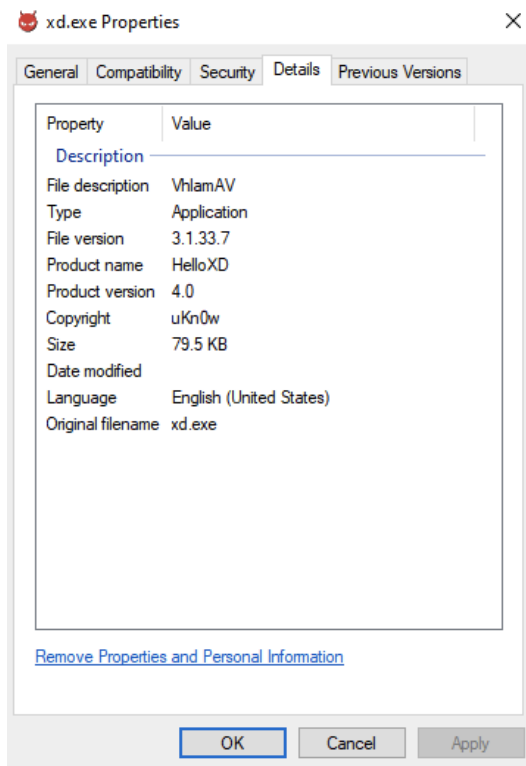 xd.exe Properties
General Compatibility Security Details Previous Versions
Property Value
Description
File description VhlamAV
Type Application
File version 3.1.33.7
Product name HelloXD
Product version 4.0
Copyright uKn0w
Size 79.5 KB
Date modified
Language English (United States)
Original filename xd.exe
Remove Properties and Personal Information
OK Cancel Apply